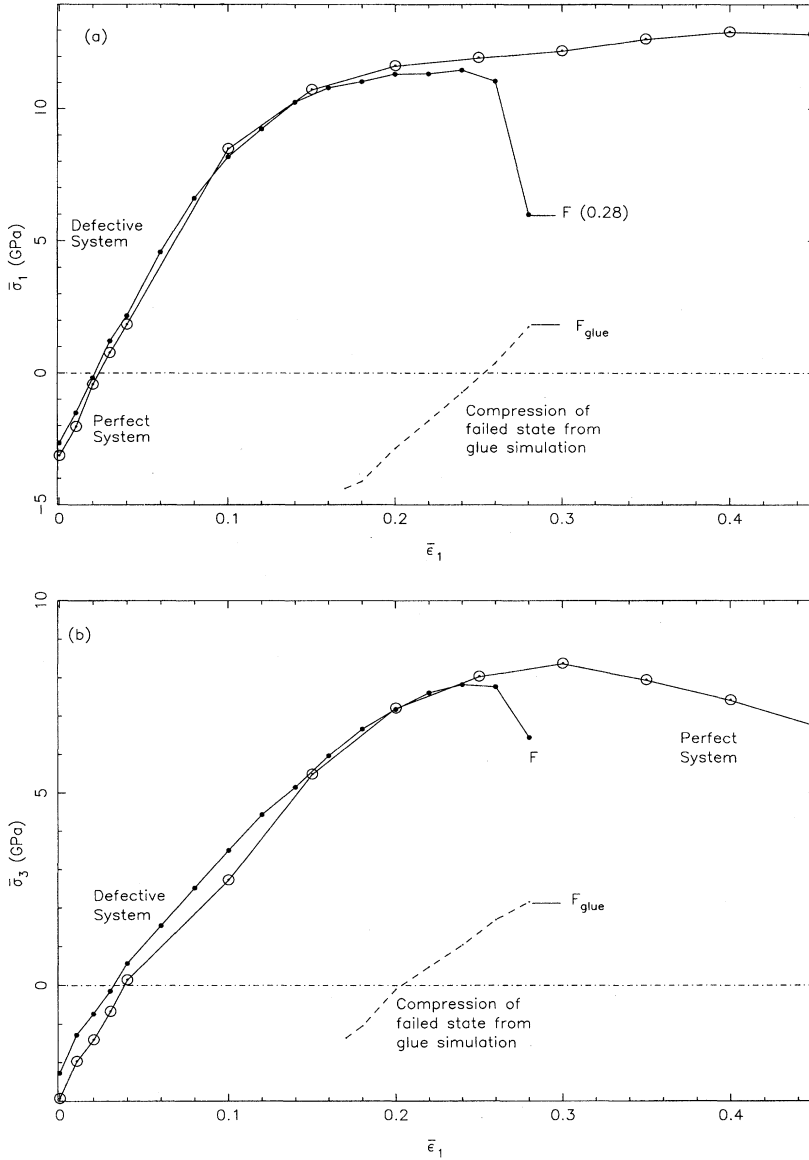 (a)
10
5
0
−5
σ̄₁ (GPa)
Defective
System
Perfect
System
F (0.28)
F glue
Compression of
failed state from
glue simulation
0 0.1 0.2 0.3 0.4
ε̄₁
(b)
10
5
0
σ̄₃ (GPa)
Defective
System
Perfect
System
F
F glue
Compression of
failed state from
glue simulation
0 0.1 0.2 0.3 0.4
ε̄₁